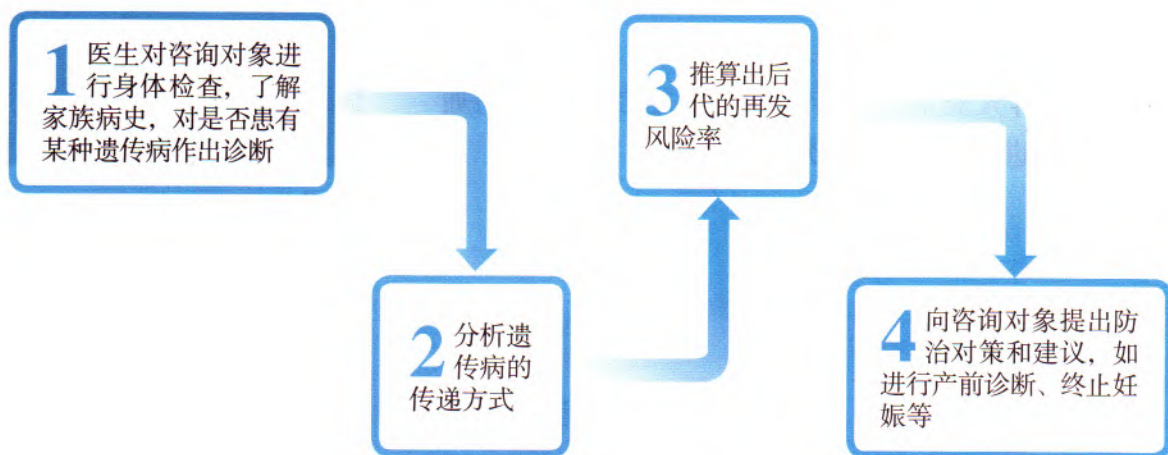 1 医生对咨询对象进
行身体检查，了解
家族病史，对是否患有
某种遗传病作出诊断
2 分析遗
传病的
传递方式
3 推算出后
代的再发
风险率
4 向咨询对象提出防
治对策和建议，如
进行产前诊断、终止妊
娠等